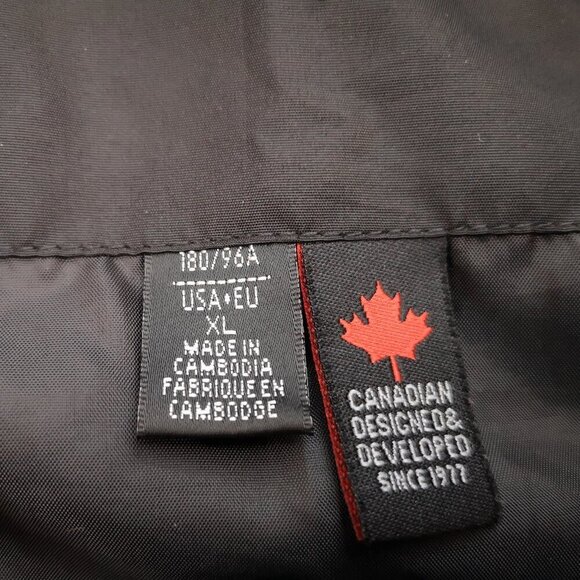 180/96A
USA•EU
XL
MADE IN
CAMBODIA
FABRIQUE EN
CAMBODGE
CANADIAN
DESIGNED&
DEVELOPED
SINCE 1977